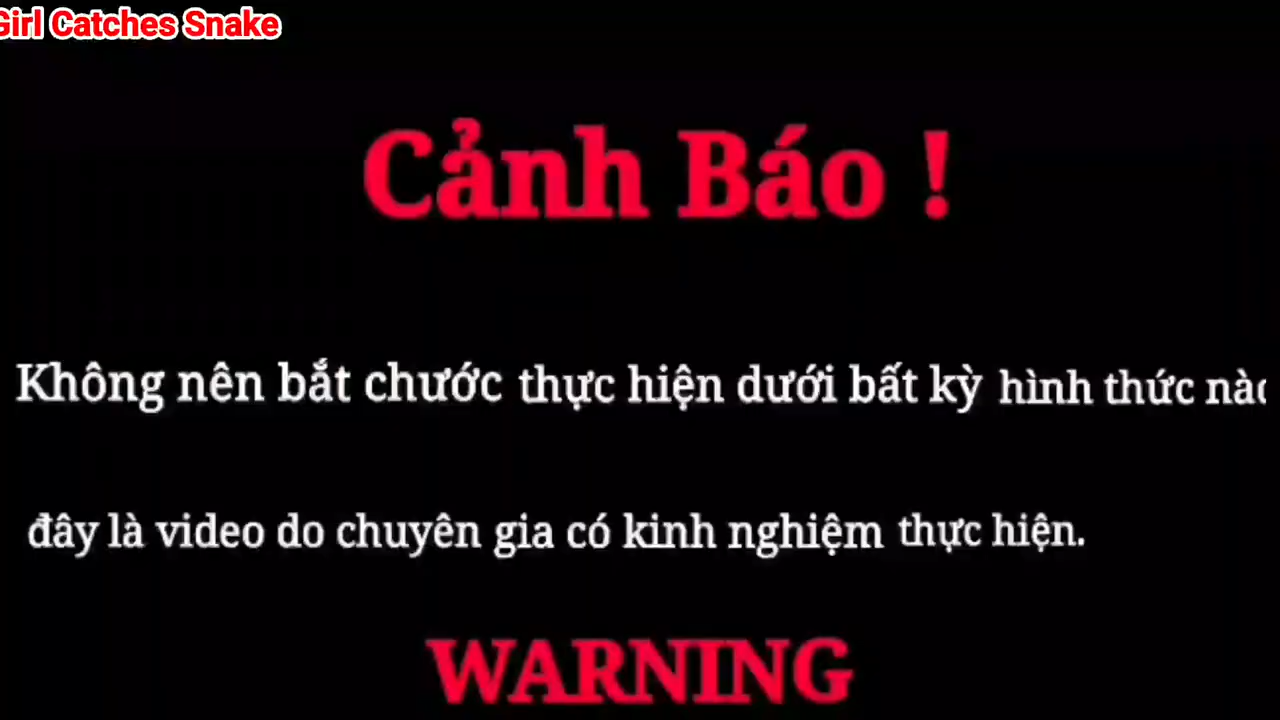 Girl Catches Snake
Cảnh Báo !
Không nên bắt chước thực hiện dưới bất kỳ hình thức nào
đây là video do chuyên gia có kinh nghiệm thực hiện.
WARNING